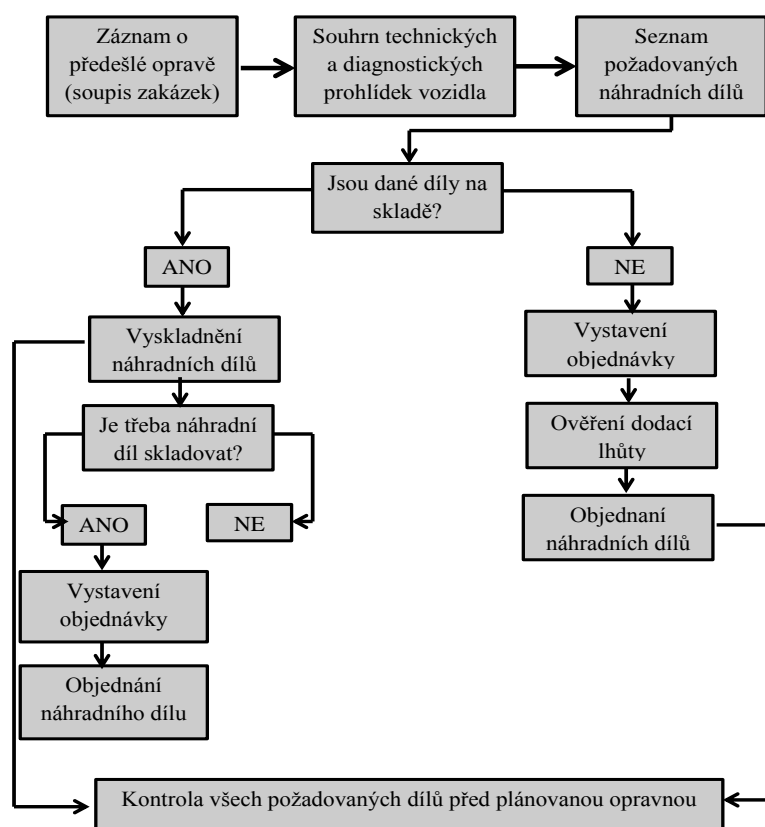 Záznam o
předešlé opravě
(soupis zakázek)
Souhrn technických
a diagnostických
prohlídek vozidla
Seznam
požadovaných
náhradních dílů
Jsou dané díly na
skladě?
ANO
NE
Vyskladnění
náhradních dílů
Vystavení
objednávky
Je třeba náhradní
díl skladovat?
Ověření dodací
lhůty
ANO
NE
Objednaní
náhradních dílů
Vystavení
objednávky
Objednání
náhradního dílu
Kontrola všech požadovaných dílů před plánovanou opravnou